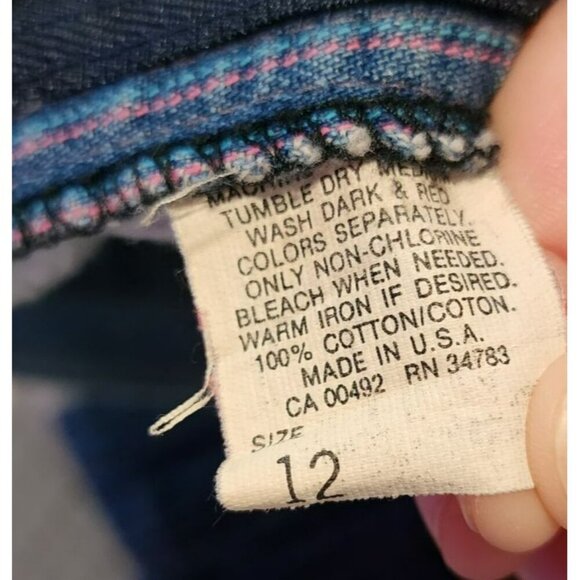 TUMBLE DRY MEDIUM
WASH DARK & RED
COLORS SEPARATELY.
ONLY NON-CHLORINE
BLEACH WHEN NEEDED.
WARM IRON IF DESIRED.
100% COTTON/COTON.
MADE IN U.S.A.
CA 00492 RN 34783
SIZE
12